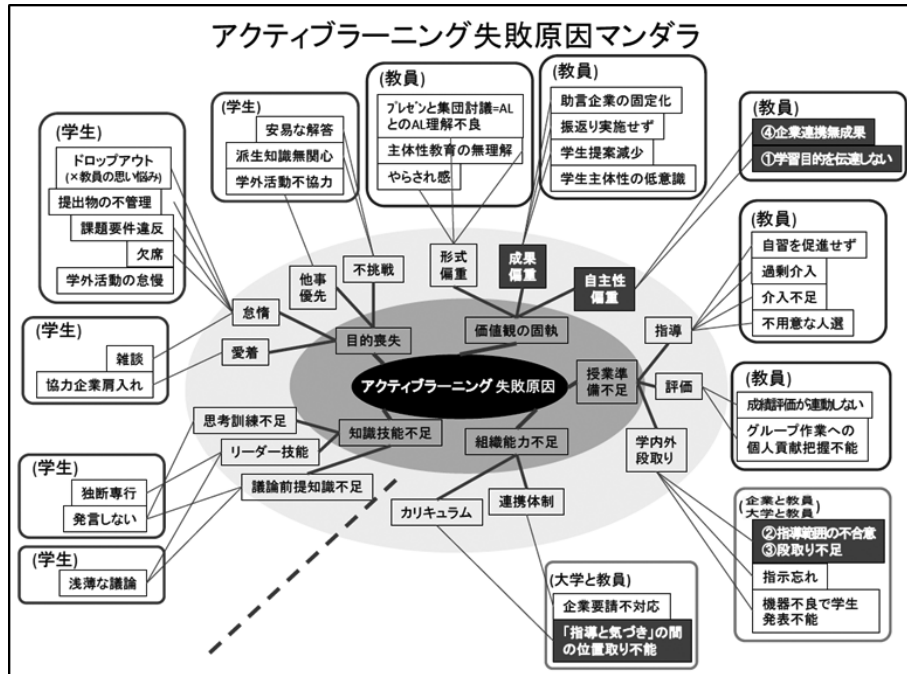 アクティブラーニング失敗原因マンダラ
(学生)
ドロップアウト
(×教員の思い悩み)
提出物の不管理
課題要件違反
欠席
学外活動の怠慢
(学生)
安易な解答
派生知識無関心
学外活動不協力
(教員)
プレゼンと集団討議=AL
とのAL理解不良
主体性教育の無理解
やらされ感
(教員)
助言企業の固定化
振返り実施せず
学生提案減少
学生主体性の低意識
(教員)
④企業連携無成果
①学習目的を伝達しない
(教員)
自習を促進せず
過剰介入
介入不足
不用意な人選
怠惰
他事
優先
不挑戦
形式
偏重
成果
偏重
自主性
偏重
指導
(学生)
雑談
協力企業肩入れ
愛着
目的喪失
価値観の固執
アクティブラーニング失敗原因
授業準
備不足
評価
(教員)
成績評価が連動しない
グループ作業への
個人貢献把握不能
思考訓練不足
リーダー技能
議論前提知識不足
知識技能不足
組織能力不足
学内外
段取り
カリキュラム
連携体制
(学生)
独断専行
発言しない
(学生)
浅薄な議論
(大学と教員)
企業要請不対応
「指導と気づき」の間
の位置取り不能
企業と教員
大学と教員
②指導範囲の不合意
③段取り不足
指示忘れ
機器不良で学生
発表不能